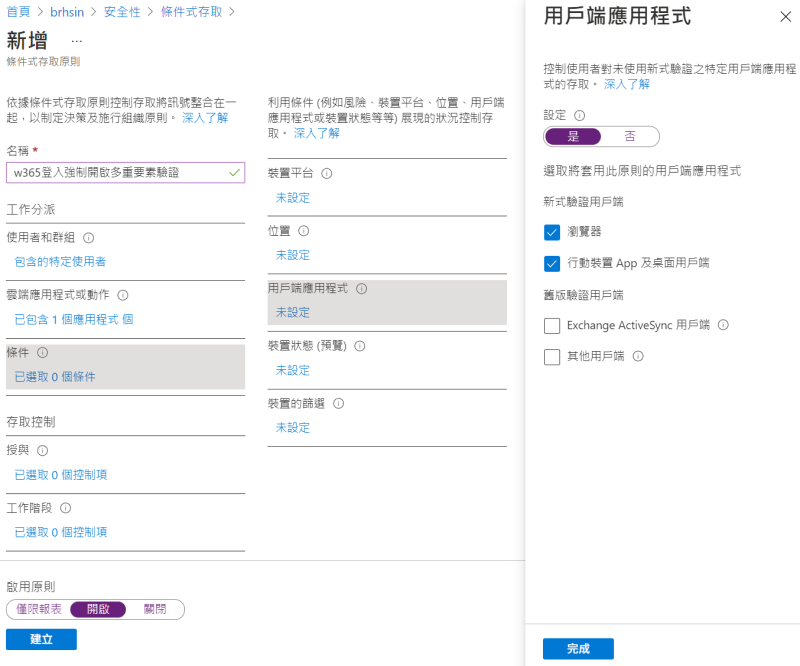 首頁 > brhsin > 安全性 > 條件式存取 >
新增 ...
條件式存取原則
依據條件式存取原則控制存取將訊號整合在一
起，以制定決策及施行組織原則。 深入了解
名稱 *
w365登入強制開啟多重要素驗證
工作分派
使用者和群組
包含的特定使用者
雲端應用程式或動作
已包含 1 個應用程式 個
條件
已選取 0 個條件
存取控制
授與
已選取 0 個控制項
工作階段
已選取 0 個控制項
啟用原則
僅限報表 開啟 關閉
建立
利用條件 (例如風險、裝置平台、位置、用戶端
應用程式或裝置狀態等等) 展現的狀況控制存
取。 深入了解
裝置平台
未設定
位置
未設定
用戶端應用程式
未設定
裝置狀態 (預覽)
未設定
裝置的篩選
未設定
用戶端應用程式
控制使用者對未使用新式驗證之特定用戶端應用程
式的存取。 深入了解
設定
是 否
選取將套用此原則的用戶端應用程式
新式驗證用戶端
瀏覽器
行動裝置 App 及桌面用戶端
舊版驗證用戶端
Exchange ActiveSync 用戶端
其他用戶端
完成